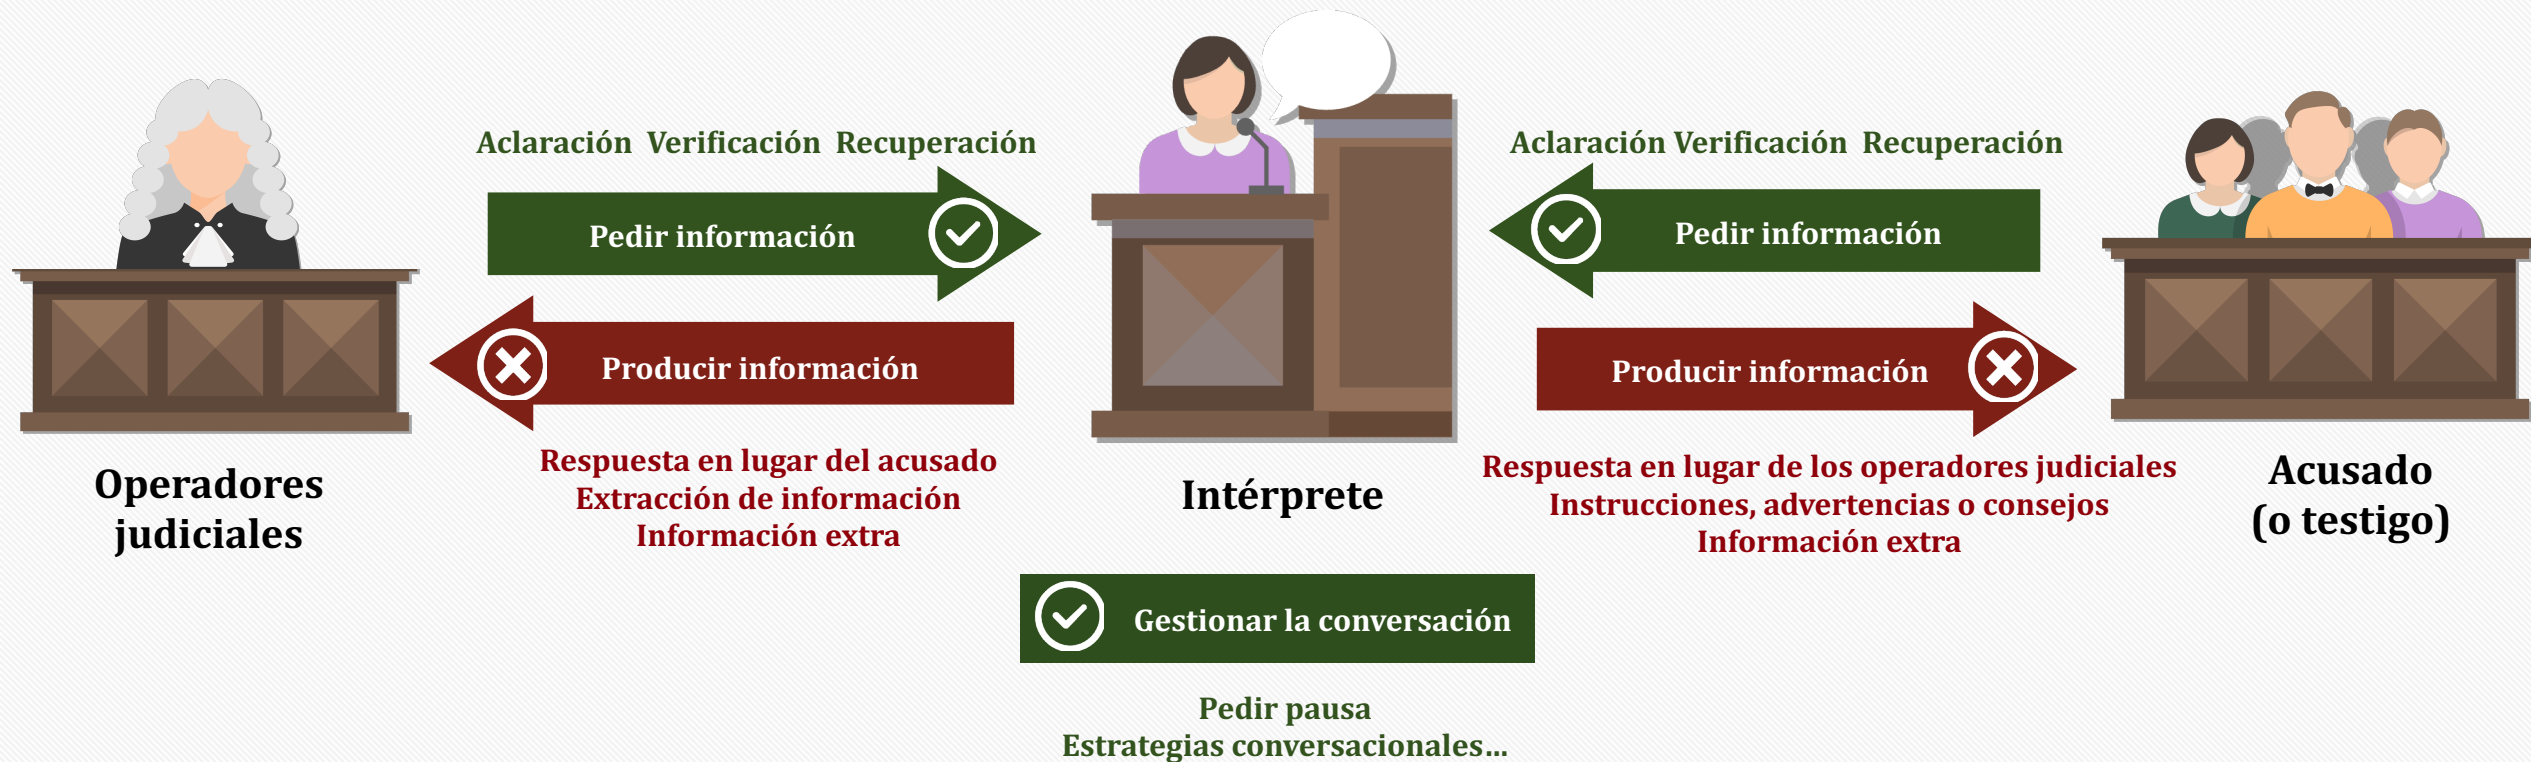 Aclaración Verificación Recuperación
Pedir información
Producir información
Respuesta en lugar del acusado
Extracción de información
Información extra
Operadores
judiciales
Intérprete
Aclaración Verificación Recuperación
Pedir información
Producir información
Respuesta en lugar de los operadores judiciales
Instrucciones, advertencias o consejos
Información extra
Acusado
(o testigo)
Gestionar la conversación
Pedir pausa
Estrategias conversacionales...